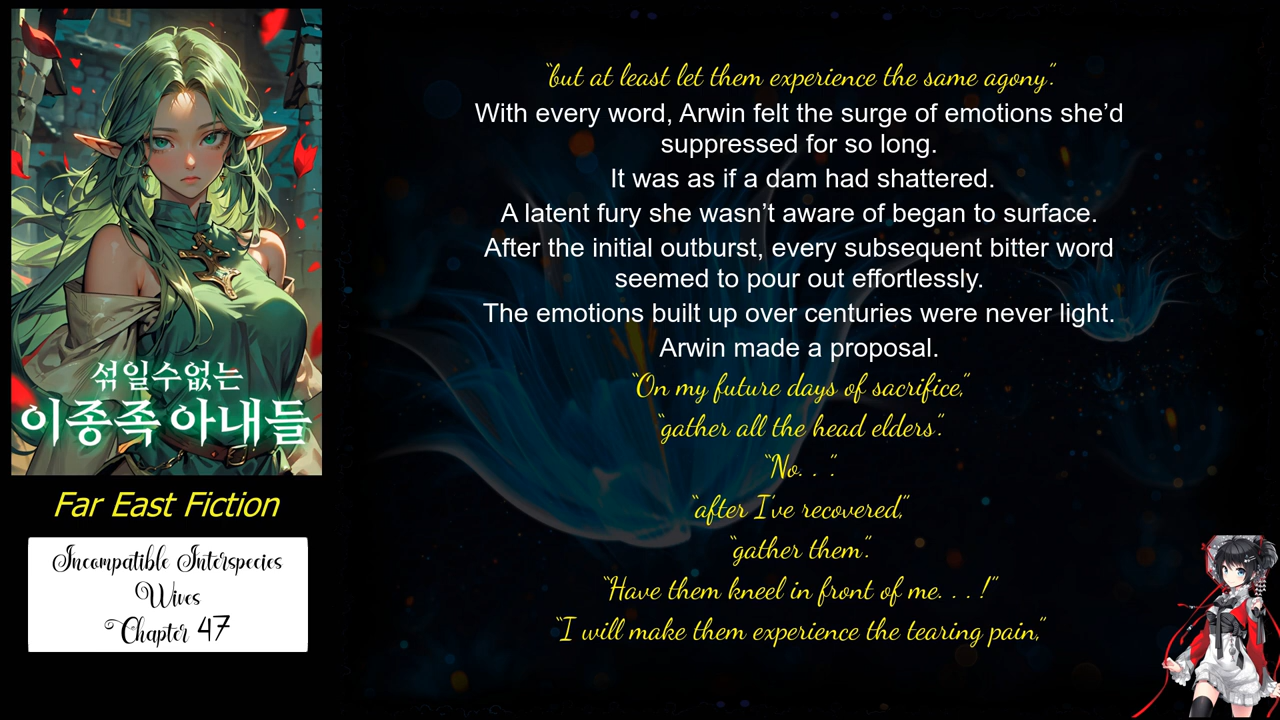 섞일수없는
이종족 아내들
Far East Fiction
Incompatible Interspecies
Wives
Chapter 47
"but at least let them experience the same agony".
With every word, Arwin felt the surge of emotions she’d
suppressed for so long.
It was as if a dam had shattered.
A latent fury she wasn’t aware of began to surface.
After the initial outburst, every subsequent bitter word
seemed to pour out effortlessly.
The emotions built up over centuries were never light.
Arwin made a proposal.
"On my future days of sacrifice,"
"gather all the head elders".
"No. . .".
"after I've recovered,"
"gather them".
"Have them kneel in front of me. . . !"
"I will make them experience the tearing pain,"